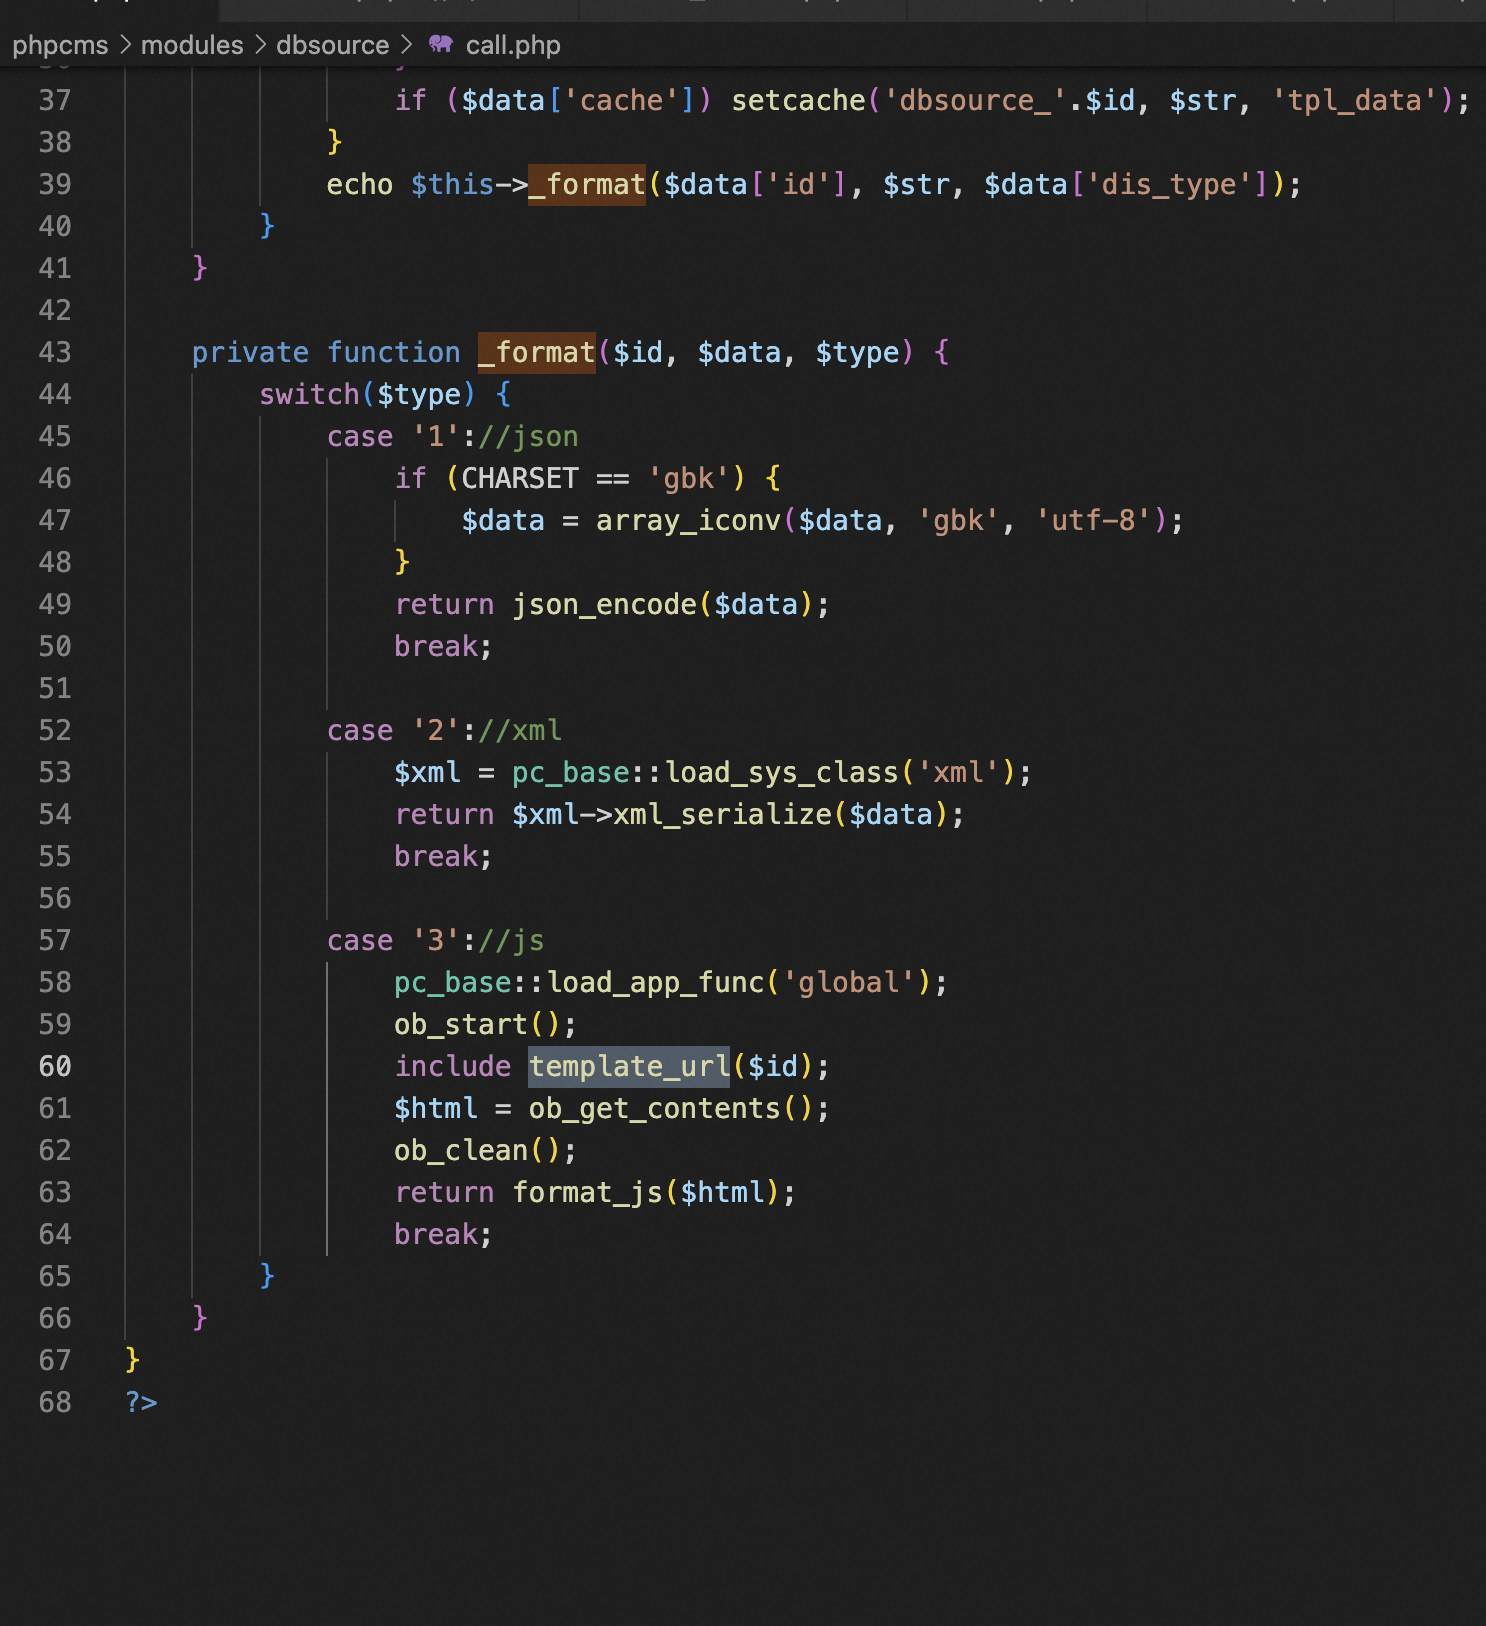 phpcms > modules > dbsource > call.php
37 if ($data['cache']) setcache('dbsource_'.$id, $str, 'tpl_data');
38 }
39 echo $this->_format($data['id'], $str, $data['dis_type']);
40 }
41 }
42
43 private function _format($id, $data, $type) {
44 switch($type) {
45 case '1'://json
46 if (CHARSET == 'gbk') {
47 $data = array_iconv($data, 'gbk', 'utf-8');
48 }
49 return json_encode($data);
50 break;
51
52 case '2'://xml
53 $xml = pc_base::load_sys_class('xml');
54 return $xml->xml_serialize($data);
55 break;
56
57 case '3'://js
58 pc_base::load_app_func('global');
59 ob_start();
60 include template_url($id);
61 $html = ob_get_contents();
62 ob_clean();
63 return format_js($html);
64 break;
65 }
66 }
67 }
68 ?>